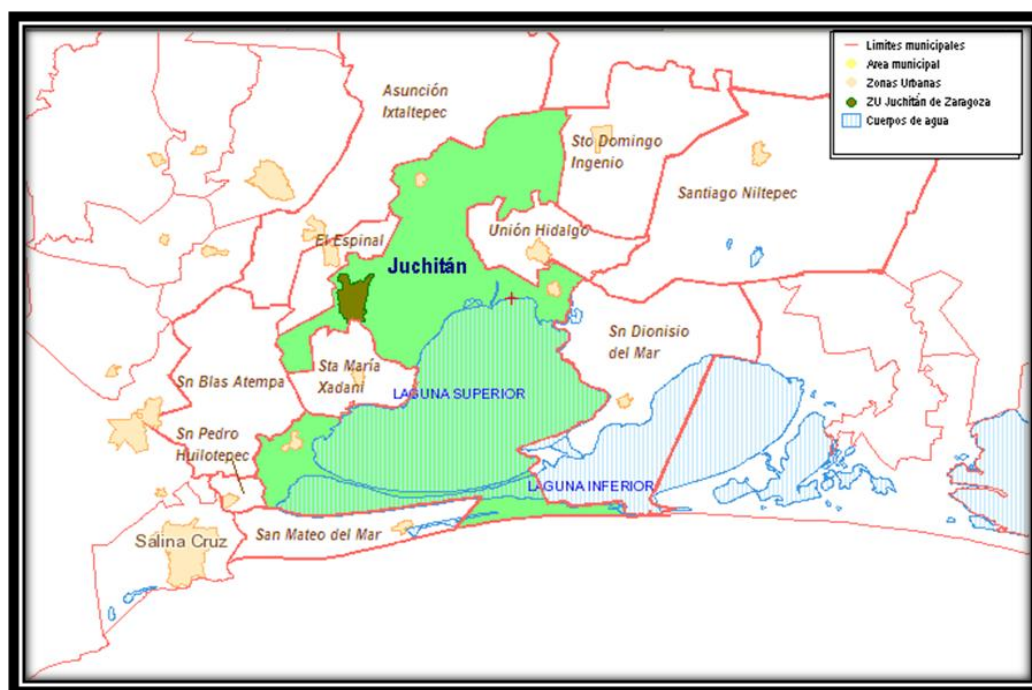 Limites municipales
Area municipal
Zonas Urbanas
ZU Juchitán de Zaragoza
Cuerpos de agua
Asunción
Ixtaltepec
Sto Domingo
Ingenio
Santiago Niltepec
Unión Hidalgo
El Espinal
Juchitán
Sn Dionisio
del Mar
Sta María
Xadani
Sn Blas Atempa
LAGUNA SUPERIOR
Sn Pedro
Huilotepec
LAGUNA INFERIOR
San Mateo del Mar
Salina Cruz